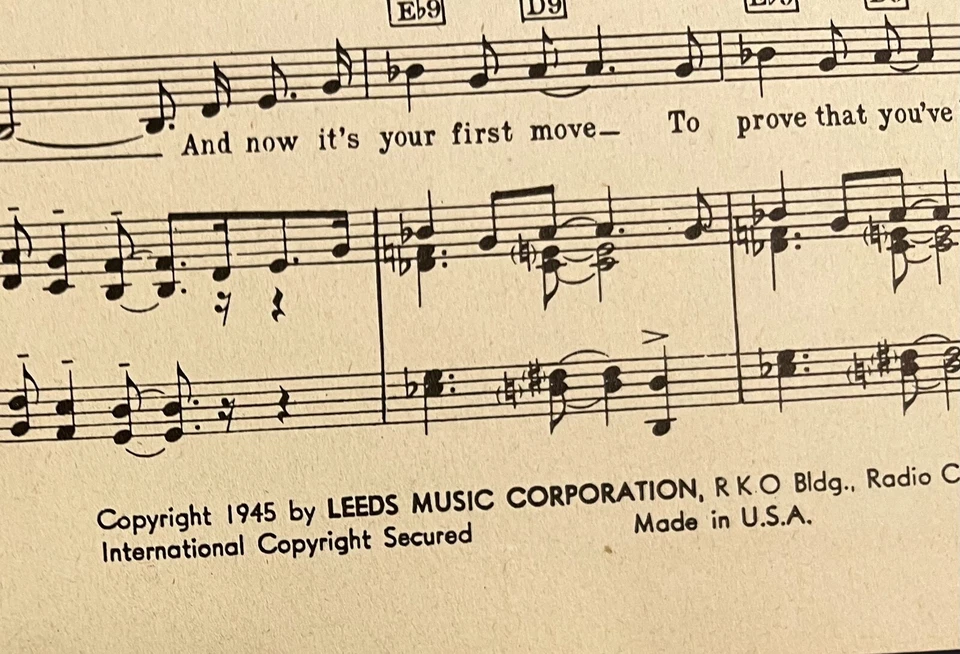 E♭9 D9
And now it's your first move— To prove that you've
Copyright 1945 by LEEDS MUSIC CORPORATION, R K O Bldg., Radio
International Copyright Secured Made in U.S.A.